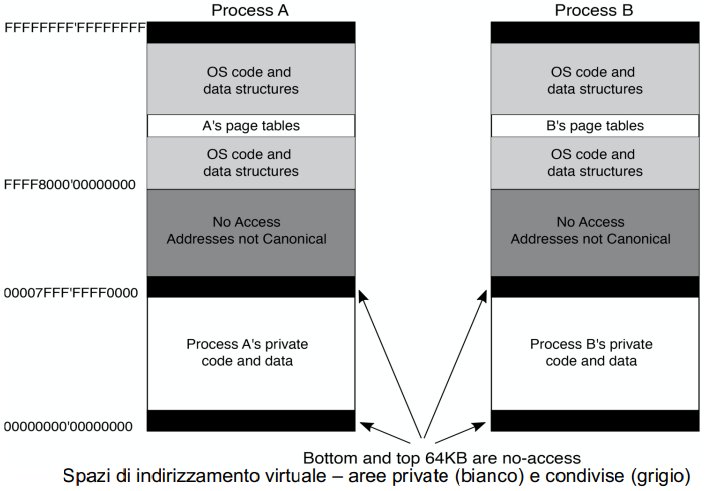 Process A
Process B
FFFFFFFF'FFFFFFFF
OS code and
data structures
OS code and
data structures
A's page tables
B's page tables
OS code and
data structures
OS code and
data structures
FFFF8000'00000000
No Access
Addresses not Canonical
No Access
Addresses not Canonical
00007FFF'FFFF0000
Process A's private
code and data
Process B's private
code and data
00000000'00000000
Bottom and top 64KB are no-access
Spazi di indirizzamento virtuale – aree private (bianco) e condivise (grigio)